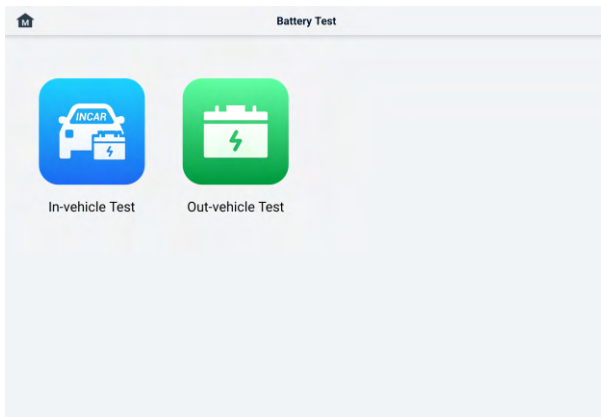 M
Battery Test
INCAR
In-vehicle Test
Out-vehicle Test